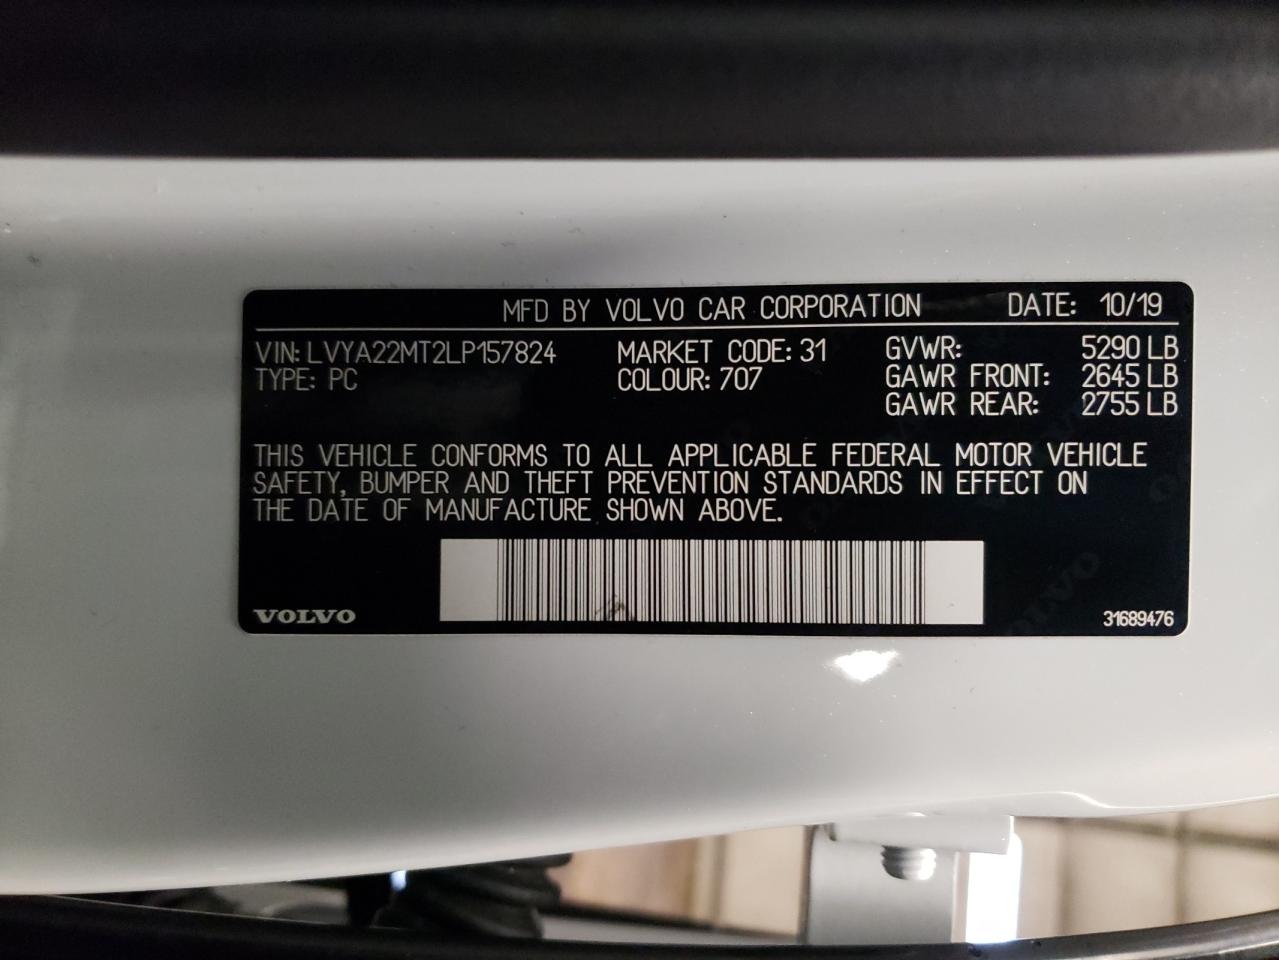 MFD BY VOLVO CAR CORPORATION DATE: 10/19
VIN: LVYA22MT2LP157824 MARKET CODE: 31 GVWR: 5290 LB
TYPE: PC COLOUR: 707 GAWR FRONT: 2645 LB
GAWR REAR: 2755 LB
THIS VEHICLE CONFORMS TO ALL APPLICABLE FEDERAL MOTOR VEHICLE
SAFETY, BUMPER AND THEFT PREVENTION STANDARDS IN EFFECT ON
THE DATE OF MANUFACTURE SHOWN ABOVE.
VOLVO 31689476